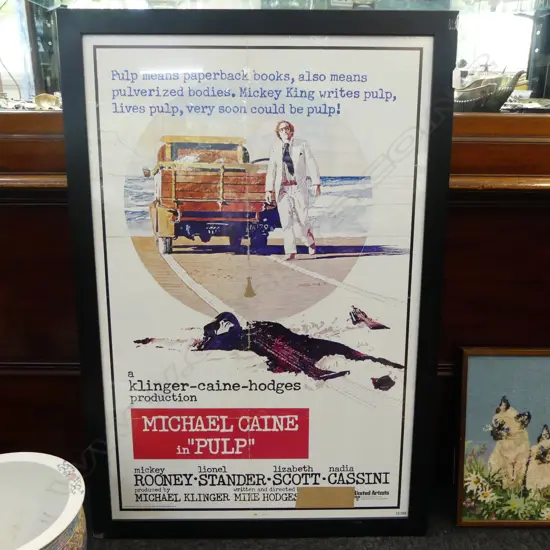 Pulp means paperback books, also means
pulverized bodies. Mickey King writes pulp,
lives pulp, very soon could be pulp!
a
klinger-caine-hodges
production
MICHAEL CAINE
in "PULP"
mickey lionel lizabeth nadia
ROONEY·STANDER·SCOTT·CASSINI
produced by written and directed
MICHAEL KLINGER MIKE HODGES
United Artists